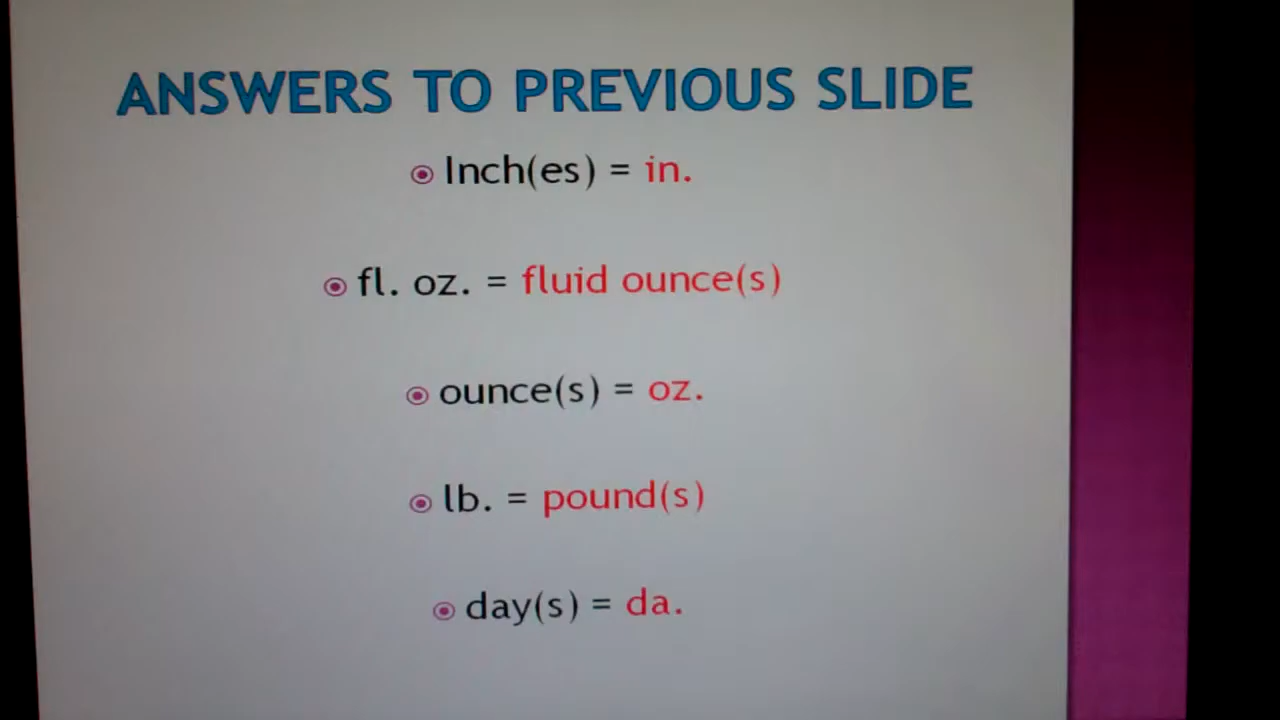 ANSWERS TO PREVIOUS SLIDE
Inch(es) = in.
fl. oz. = fluid ounce(s)
ounce(s) = oz.
lb. = pound(s)
day(s) = da.